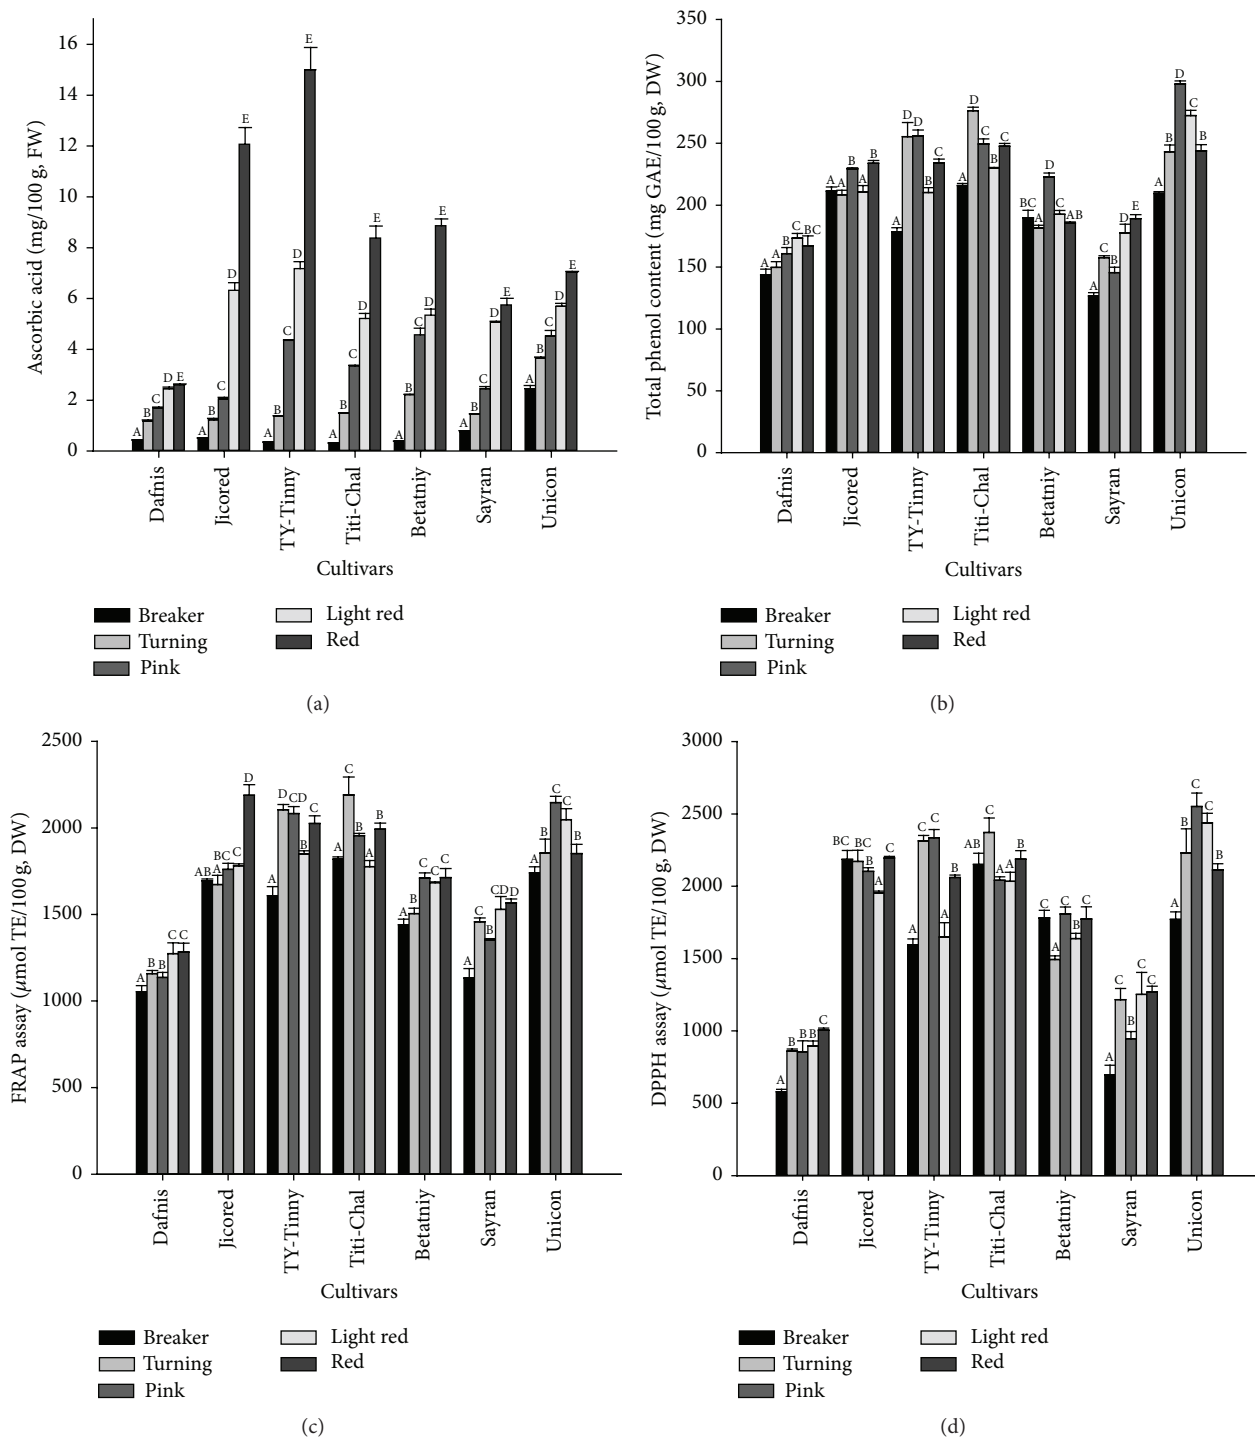 (a)
Ascorbic acid (mg/100 g, FW)
16
14
12
10
8
6
4
2
0
A B C D E
A B C D E
A B C D E
A B C D E
A B C D E
A B C D E
A B C D E
Dafnis
Jicored
TY-Tinny
Titi-Chal
Betatniy
Sayran
Unicon
Cultivars
Breaker
Turning
Pink
Light red
Red
(a)
Total phenol content (mg GAE/100 g, DW)
350
300
250
200
150
100
50
0
A A B C BC
A A B A B
A D D B C
A D C B C
BC A D C AB
A C B D E
A B D C B
Dafnis
Jicored
TY-Tinny
Titi-Chal
Betatniy
Sayran
Unicon
Cultivars
Breaker
Turning
Pink
Light red
Red
(b)
FRAP assay (μmol TE/100 g, DW)
2500
2000
1500
1000
500
0
A B B C C
AB A BC C D
A D CD B C
A C B A B
A B C C C
A C B CD D
A B C C B
Dafnis
Jicored
TY-Tinny
Titi-Chal
Betatniy
Sayran
Unicon
Cultivars
Breaker
Turning
Pink
Light red
Red
(c)
DPPH assay (μmol TE/100 g, DW)
3000
2500
2000
1500
1000
500
0
A B B B C
BC BC B A C
A C C A B
AB C A A B
C A C B C
A C B C C
A B C C B
Dafnis
Jicored
TY-Tinny
Titi-Chal
Betatniy
Sayran
Unicon
Cultivars
Breaker
Turning
Pink
Light red
Red
(d)